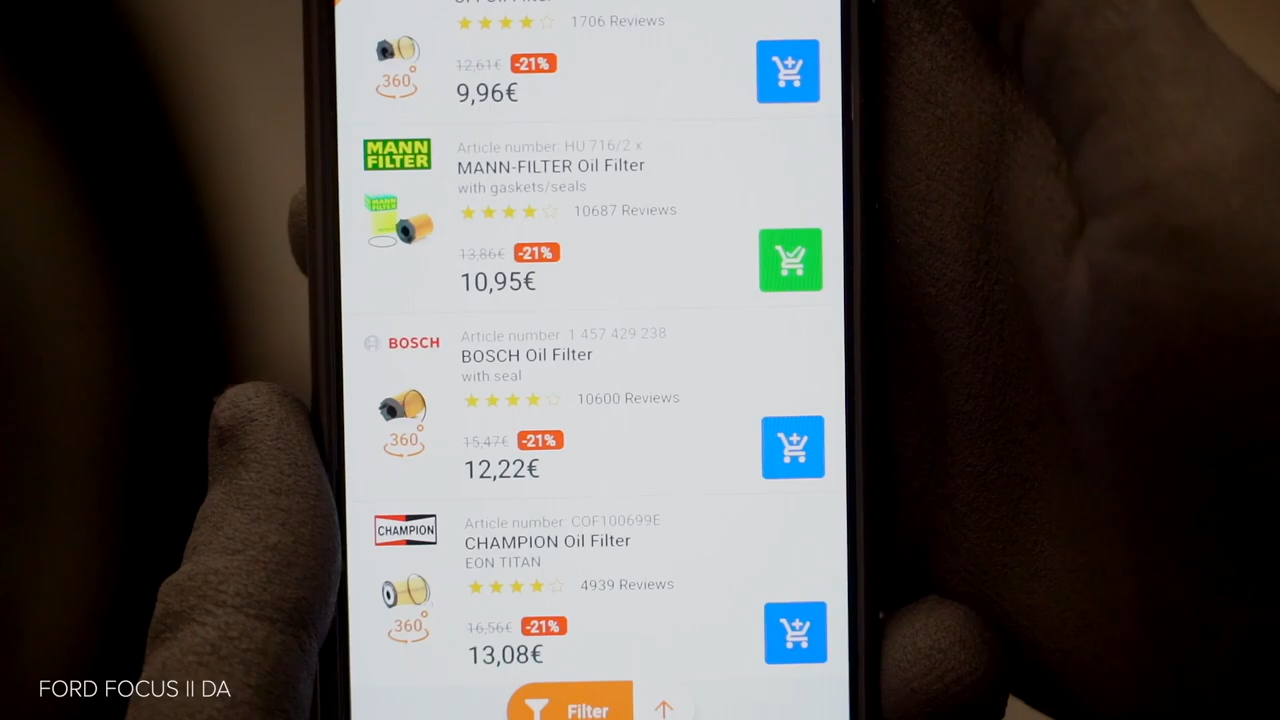 1706 Reviews
12,61€ -21%
360°
9,96€
MANN
FILTER
Article number: HU 716/2 x
MANN-FILTER Oil Filter
with gaskets/seals
10687 Reviews
13,86€ -21%
10,95€
BOSCH
Article number: 1 457 429 238
BOSCH Oil Filter
with seal
10600 Reviews
360°
15,47€ -21%
12,22€
CHAMPION
Article number: COF100699E
CHAMPION Oil Filter
EON TITAN
4939 Reviews
360°
16,56€ -21%
13,08€
Filter
FORD FOCUS II DA